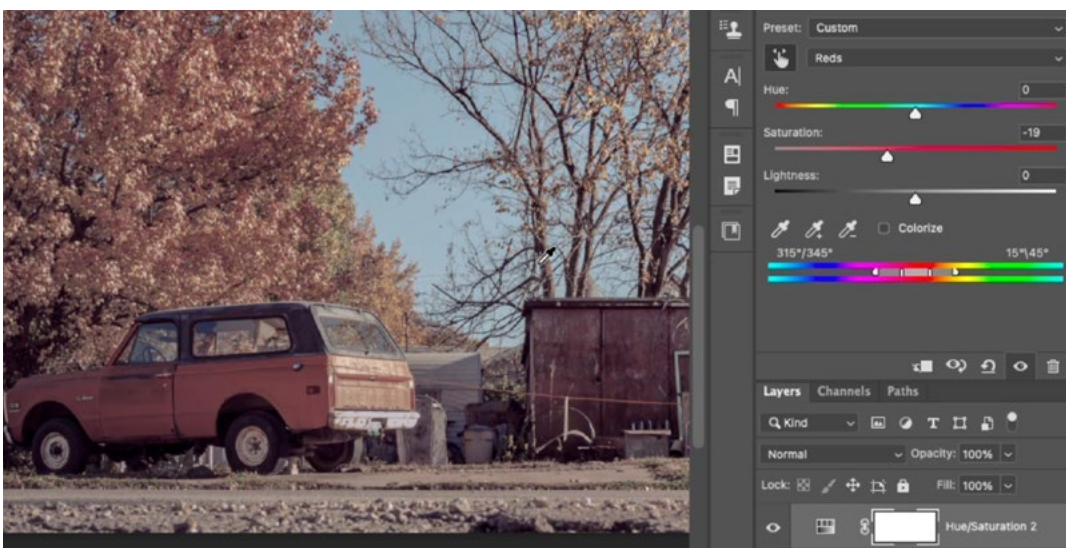 Preset: Custom
Reds
Hue: 0
Saturation: -19
Lightness: 0
Colorize
315°/345° 15°\45°
Layers Channels Paths
Kind
Normal Opacity: 100%
Lock: Fill: 100%
Hue/Saturation 2